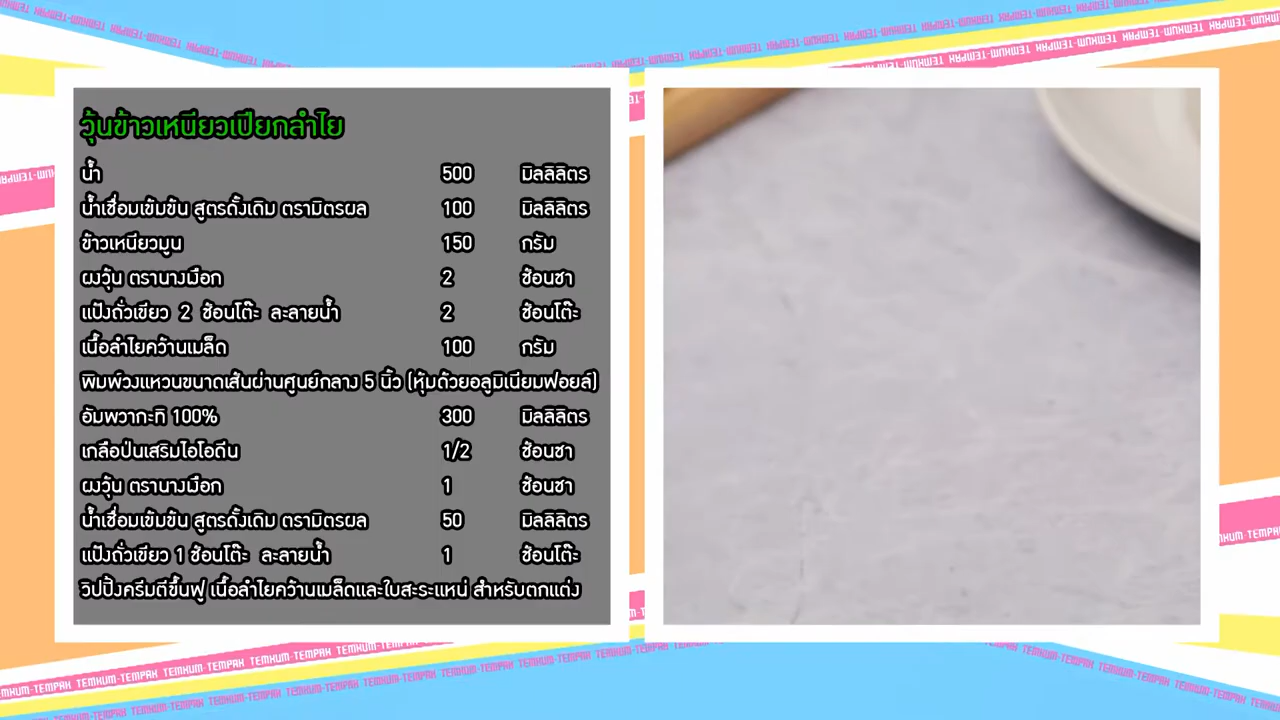 วุ้นข้าวเหนียวเปียกลำไย
น้ำ 500 มิลลิลิตร
น้ำเชื่อมเข้มข้น สูตรดั้งเดิม ตรามิตรผล 100 มิลลิลิตร
ข้าวเหนียวมูน 150 กรัม
ผงวุ้น ตรานางเงือก 2 ช้อนชา
แป้งถั่วเขียว 2 ช้อนโต๊ะ ละลายน้ำ 2 ช้อนโต๊ะ
เนื้อลำไยคว้านเมล็ด 100 กรัม
พิมพ์วงแหวนขนาดเส้นผ่านศูนย์กลาง 5 นิ้ว (หุ้มด้วยอลูมิเนียมฟอยล์)
อัมพวากะทิ 100% 300 มิลลิลิตร
เกลือป่นเสริมไอโอดีน 1/2 ช้อนชา
ผงวุ้น ตรานางเงือก 1 ช้อนชา
น้ำเชื่อมเข้มข้น สูตรดั้งเดิม ตรามิตรผล 50 มิลลิลิตร
แป้งถั่วเขียว 1 ช้อนโต๊ะ ละลายน้ำ 1 ช้อนโต๊ะ
วิปปิ้งครีมตีขึ้นฟู เนื้อลำไยคว้านเมล็ดและใบสะระแหน่ สำหรับตกแต่ง
TEMKUM-TEMPAK TEMKUM-TEMPAK TEMKUM-TEMPAK